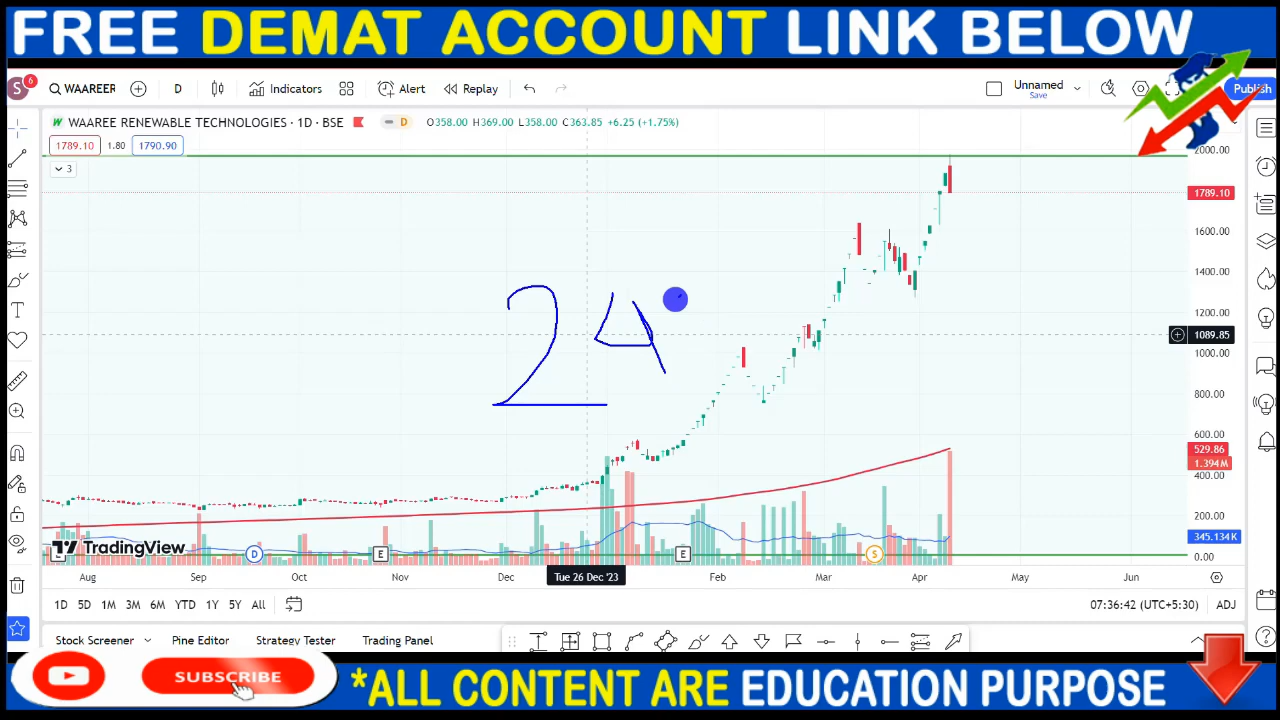 FREE DEMAT ACCOUNT LINK BELOW
S 6 WAAREER D Indicators Alert Replay Unnamed Save Publish
WAAREE RENEWABLE TECHNOLOGIES · 1D · BSE D O358.00 H369.00 L358.00 C363.85 +6.25 (+1.75%)
1789.10 1.80 1790.90
3
2000.00
1789.10
1600.00
1400.00
1200.00
1089.85
1000.00
800.00
600.00
529.86
1.394M
400.00
200.00
345.134K
0.00
24
TradingView D E E S
Aug Sep Oct Nov Dec Tue 26 Dec '23 Feb Mar Apr May Jun
1D 5D 1M 3M 6M YTD 1Y 5Y All 07:36:42 (UTC+5:30) ADJ
Stock Screener Pine Editor Strategy Tester Trading Panel
SUBSCRIBE
*ALL CONTENT ARE EDUCATION PURPOSE